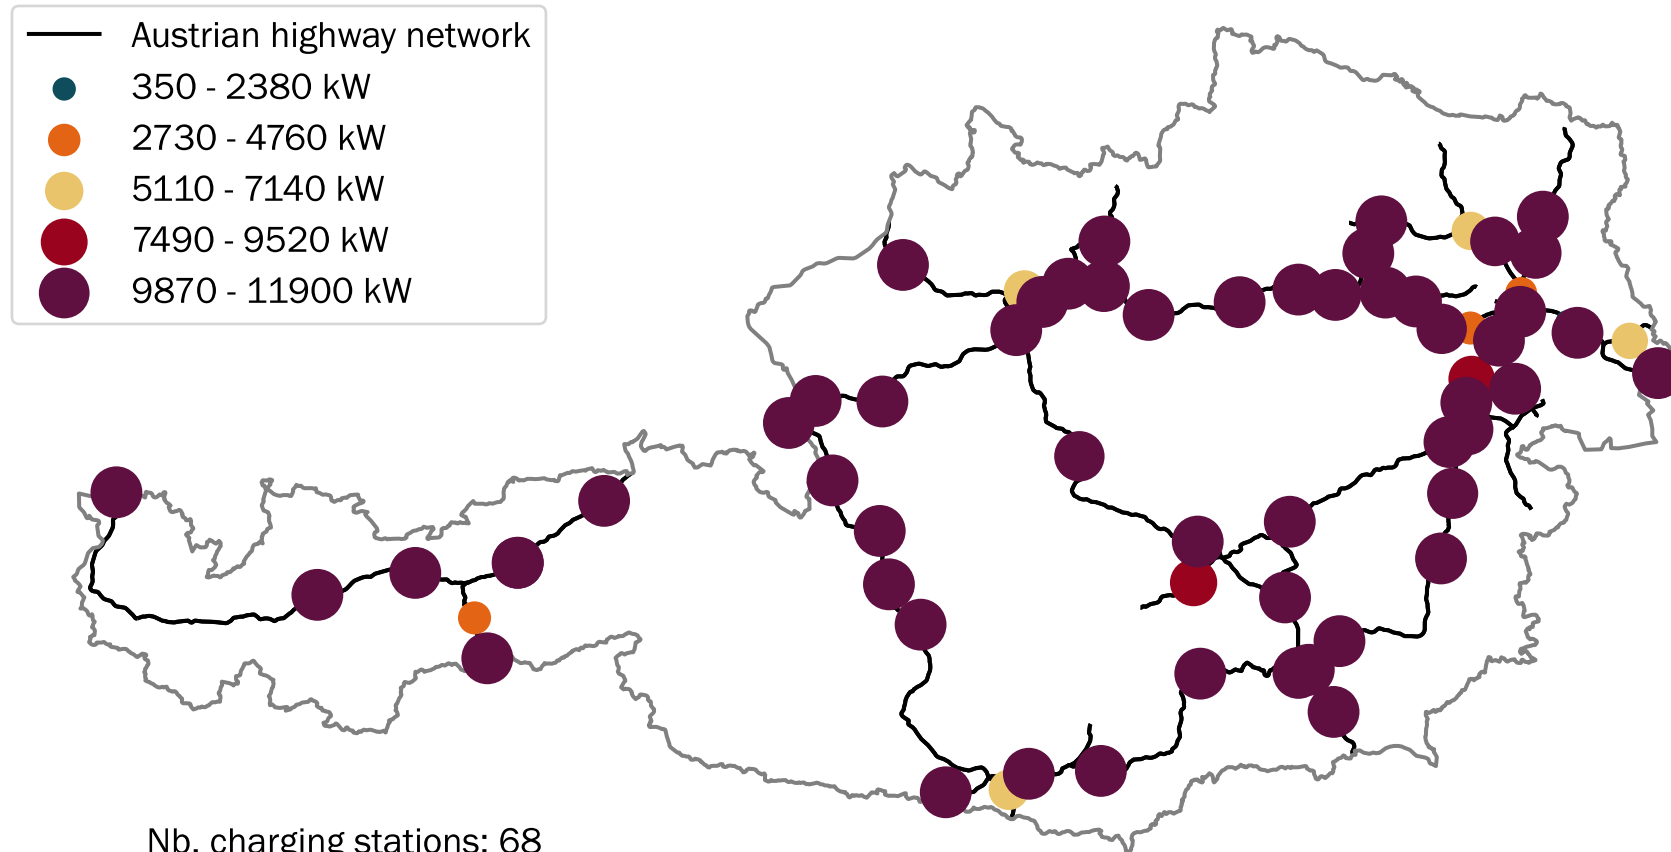 Austrian highway network
350 - 2380 kW
2730 - 4760 kW
5110 - 7140 kW
7490 - 9520 kW
9870 - 11900 kW
Nb. charging stations: 68